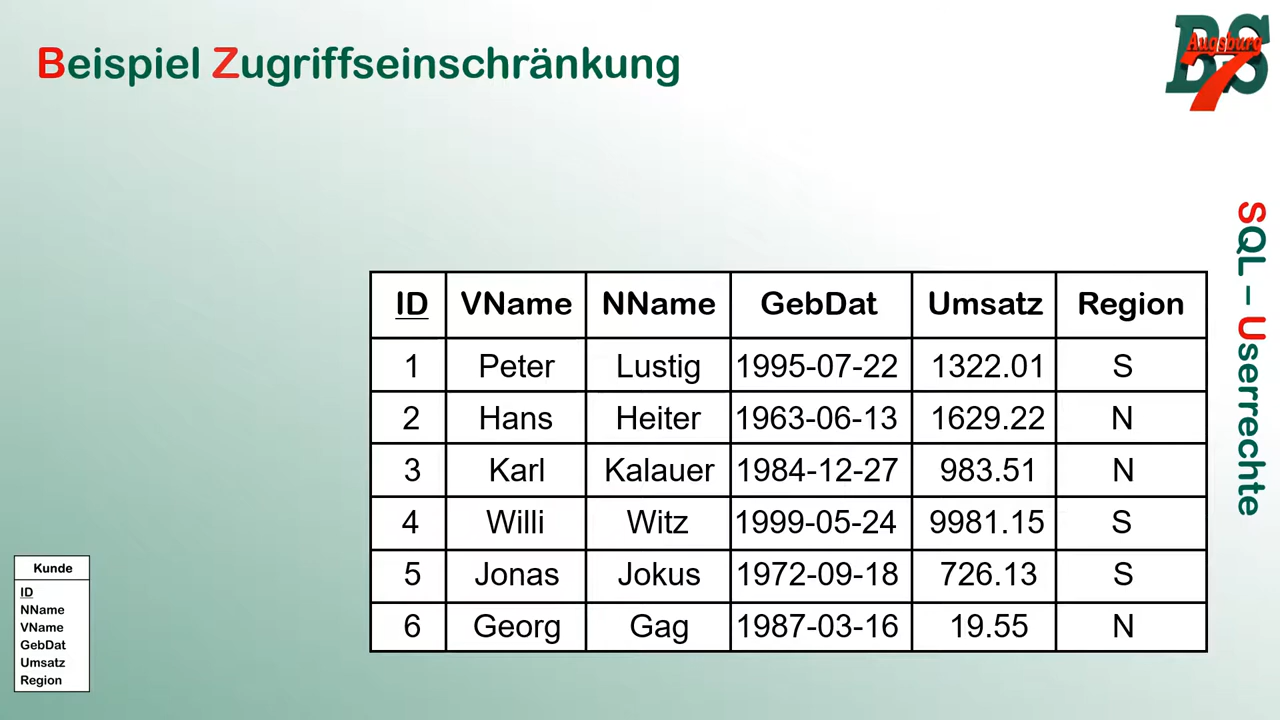 Beispiel Zugriffseinschränkung
BS
Augsburg
7
SQL – Userrechte
ID VName NName GebDat Umsatz Region
1 Peter Lustig 1995-07-22 1322.01 S
2 Hans Heiter 1963-06-13 1629.22 N
3 Karl Kalauer 1984-12-27 983.51 N
4 Willi Witz 1999-05-24 9981.15 S
5 Jonas Jokus 1972-09-18 726.13 S
6 Georg Gag 1987-03-16 19.55 N
Kunde
ID
NName
VName
GebDat
Umsatz
Region